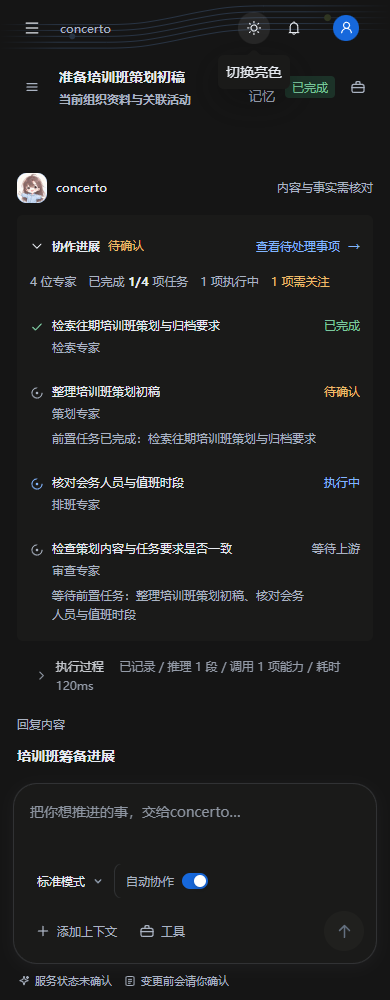 concerto
准备培训班策划初稿
当前组织资料与关联活动
切换亮色
记忆
已完成
concerto
内容与事实需核对
协作进展 待确认
查看待处理事项 →
4 位专家 已完成 1/4 项任务 1 项执行中 1 项需关注
检索往期培训班策划与归档要求
已完成
检索专家
整理培训班策划初稿
待确认
策划专家
前置任务已完成：检索往期培训班策划与归档要求
核对会务人员与值班时段
执行中
排班专家
检查策划内容与任务要求是否一致
等待上游
审查专家
等待前置任务：整理培训班策划初稿、核对会务
人员与值班时段
执行过程 已记录 / 推理 1 段 / 调用 1 项能力 / 耗时
120ms
回复内容
培训班筹备进展
把你想推进的事，交给concerto...
标准模式
自动协作
添加上下文
工具
服务状态未确认
变更前会请你确认